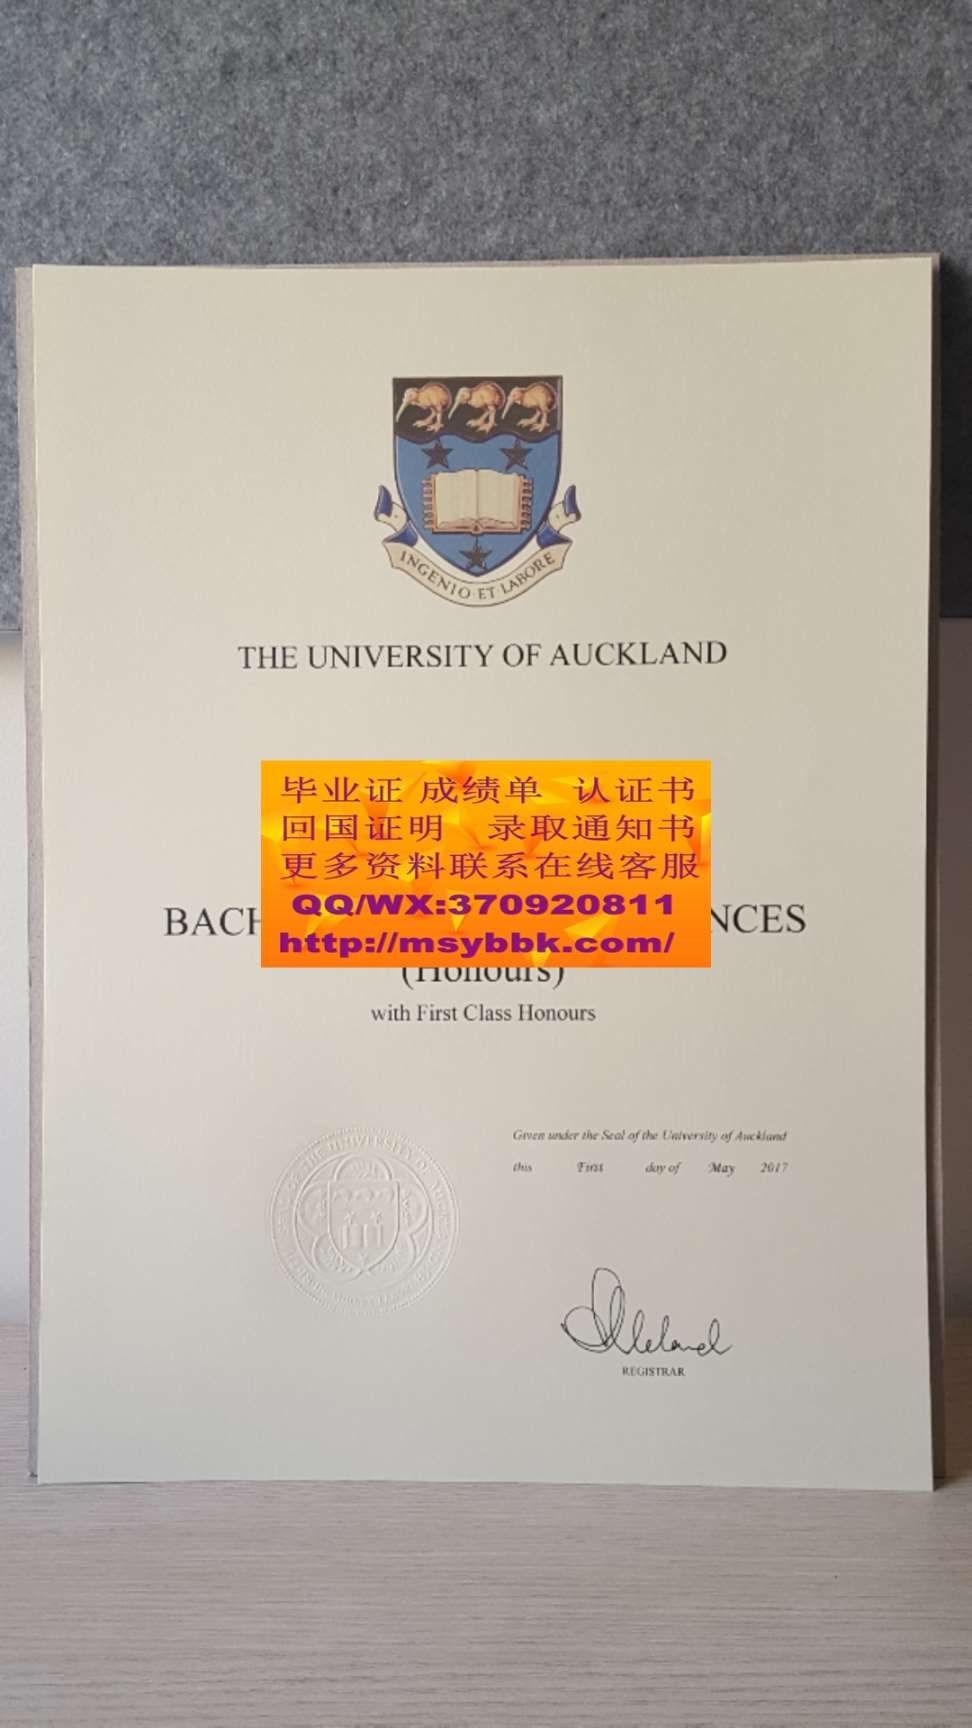 INGENIO ET LABORE
THE UNIVERSITY OF AUCKLAND
毕业证 成绩单 认证书
回国证明 录取通知书
更多资料联系在线客服
QQ/WX:370920811
http://msybbk.com/
BACH NCES
(Honours)
with First Class Honours
Given under the Seal of the University of Auckland
this First day of May 2017
REGISTRAR